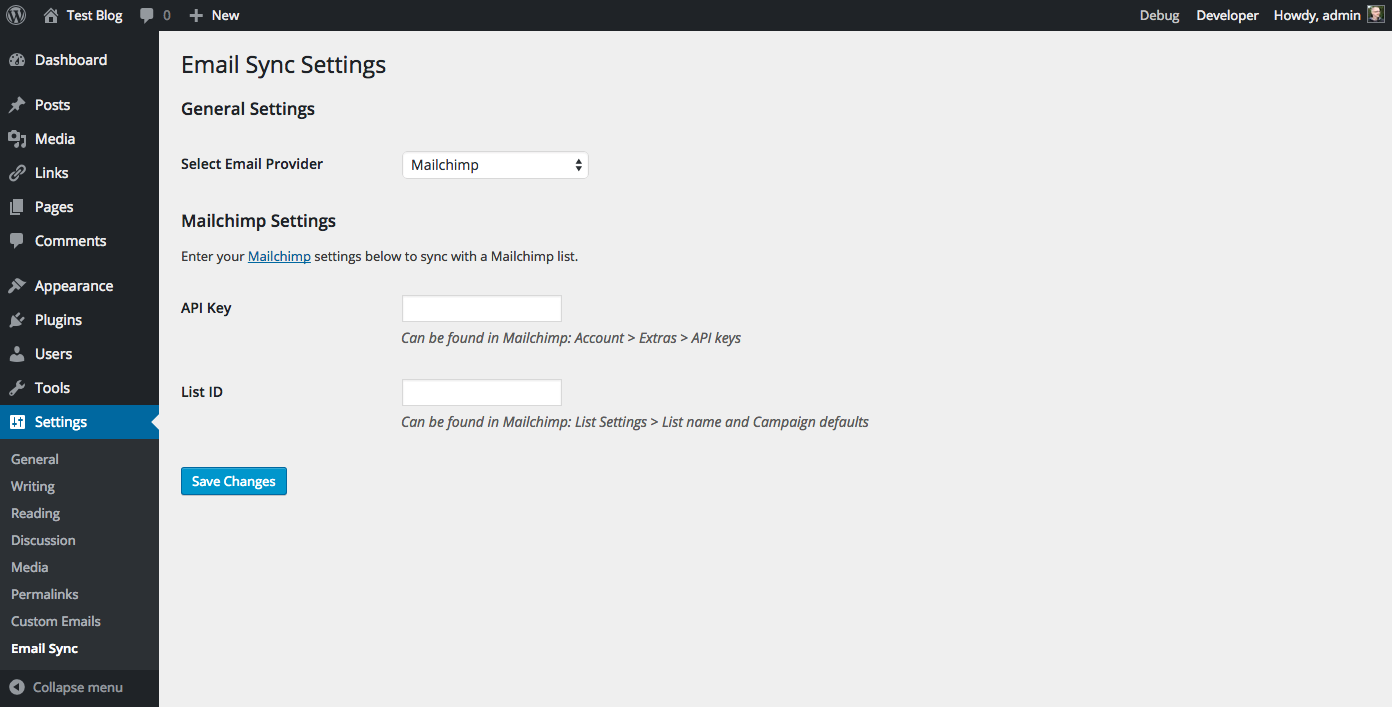 Test Blog 0 New Debug Developer Howdy, admin
Dashboard
Posts
Media
Links
Pages
Comments
Appearance
Plugins
Users
Tools
Settings
General
Writing
Reading
Discussion
Media
Permalinks
Custom Emails
Email Sync
Collapse menu
Email Sync Settings
General Settings
Select Email Provider Mailchimp
Mailchimp Settings
Enter your Mailchimp settings below to sync with a Mailchimp list.
API Key
Can be found in Mailchimp: Account > Extras > API keys
List ID
Can be found in Mailchimp: List Settings > List name and Campaign defaults
Save Changes